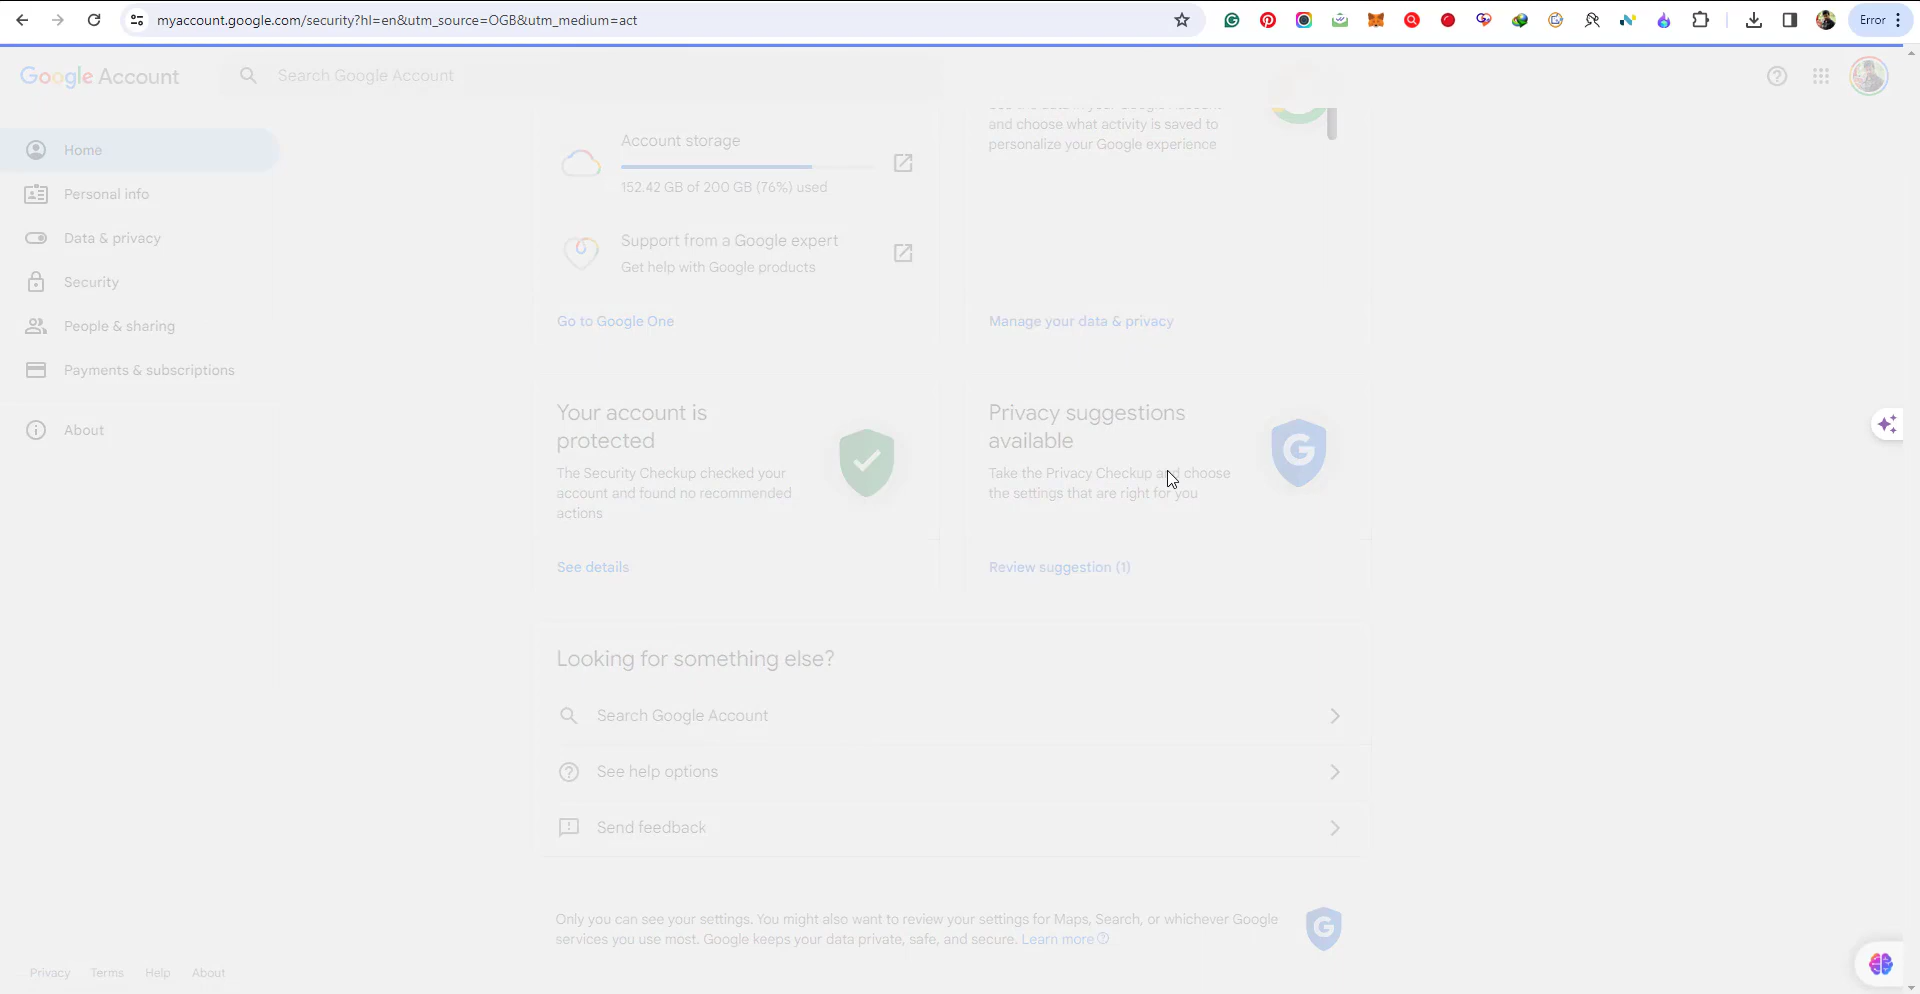 myaccount.google.com/security?hl=en&utm_source=OGB&utm_medium=act
Error
Google Account
Search Google Account
Home
Personal info
Data & privacy
Security
People & sharing
Payments & subscriptions
About
Account storage
152.42 GB of 200 GB (76%) used
Support from a Google expert
Get help with Google products
Go to Google One
and choose what activity is saved to
personalize your Google experience
Manage your data & privacy
Your account is
protected
The Security Checkup checked your
account and found no recommended
actions
See details
Privacy suggestions
available
Take the Privacy Checkup and choose
the settings that are right for you
Review suggestion (1)
Looking for something else?
Search Google Account
See help options
Send feedback
Only you can see your settings. You might also want to review your settings for Maps, Search, or whichever Google
services you use most. Google keeps your data private, safe, and secure. Learn more
Privacy Terms Help About